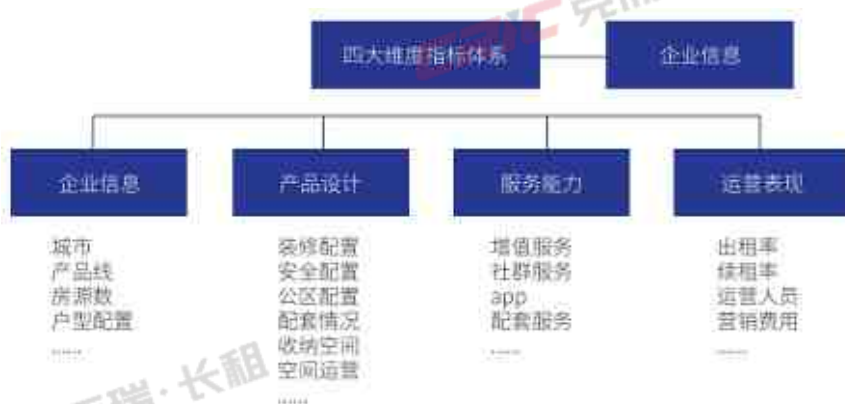 四大维度指标体系
企业信息
企业信息
产品设计
服务能力
运营表现
城市
产品线
房源数
户型配置
......
装修配置
安全配置
公区配置
配套情况
收纳空间
空间运营
......
增值服务
社群服务
app
配套服务
......
出租率
续租率
运营人员
营销费用
......
瑞·长租